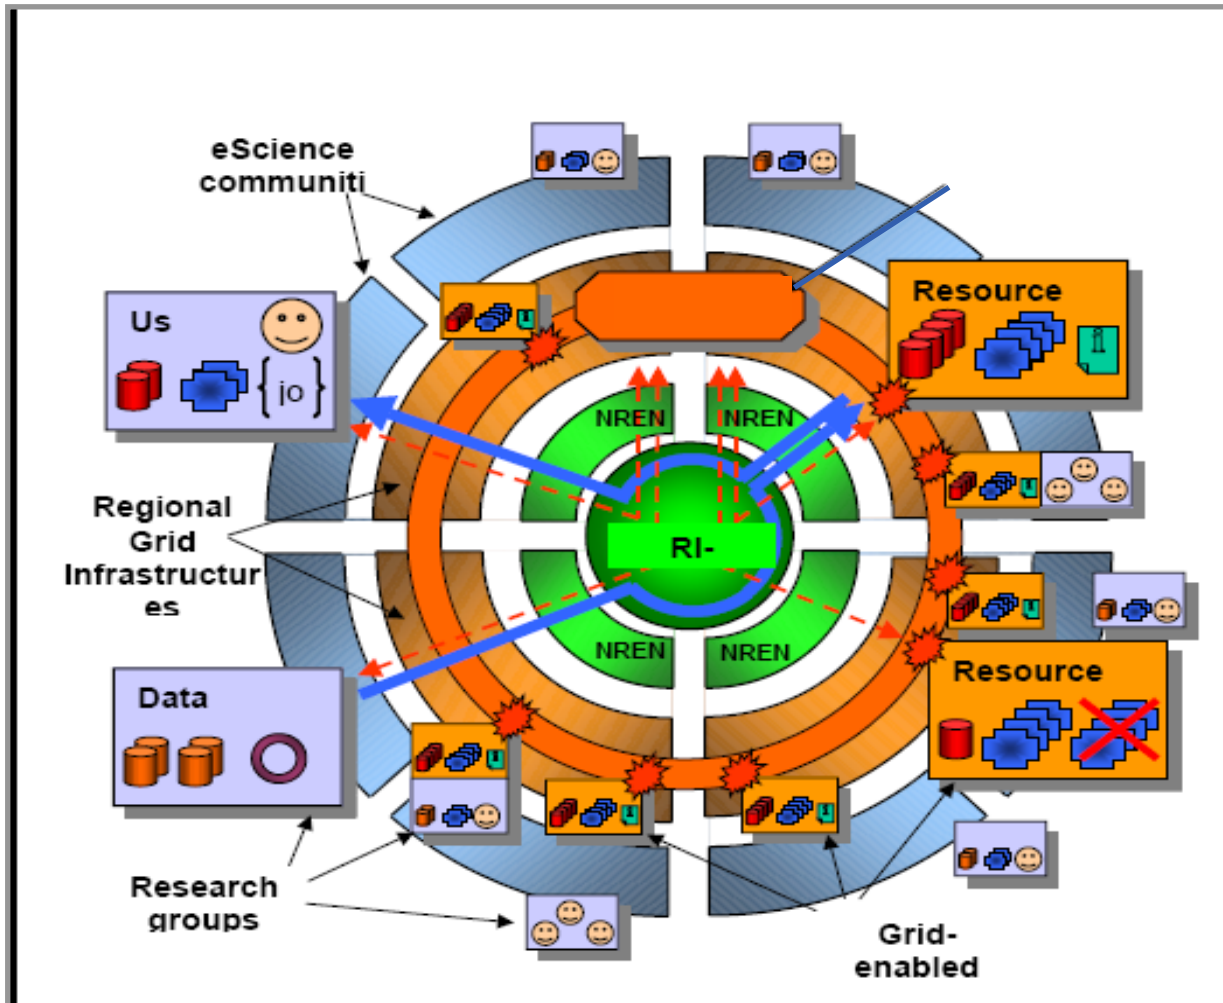 eScience
communiti
Us
{ jo }
Resource
i
NREN
NREN
Regional
Grid
Infrastructur
es
RI-
NREN
NREN
Data
Resource
Research
groups
Grid-
enabled